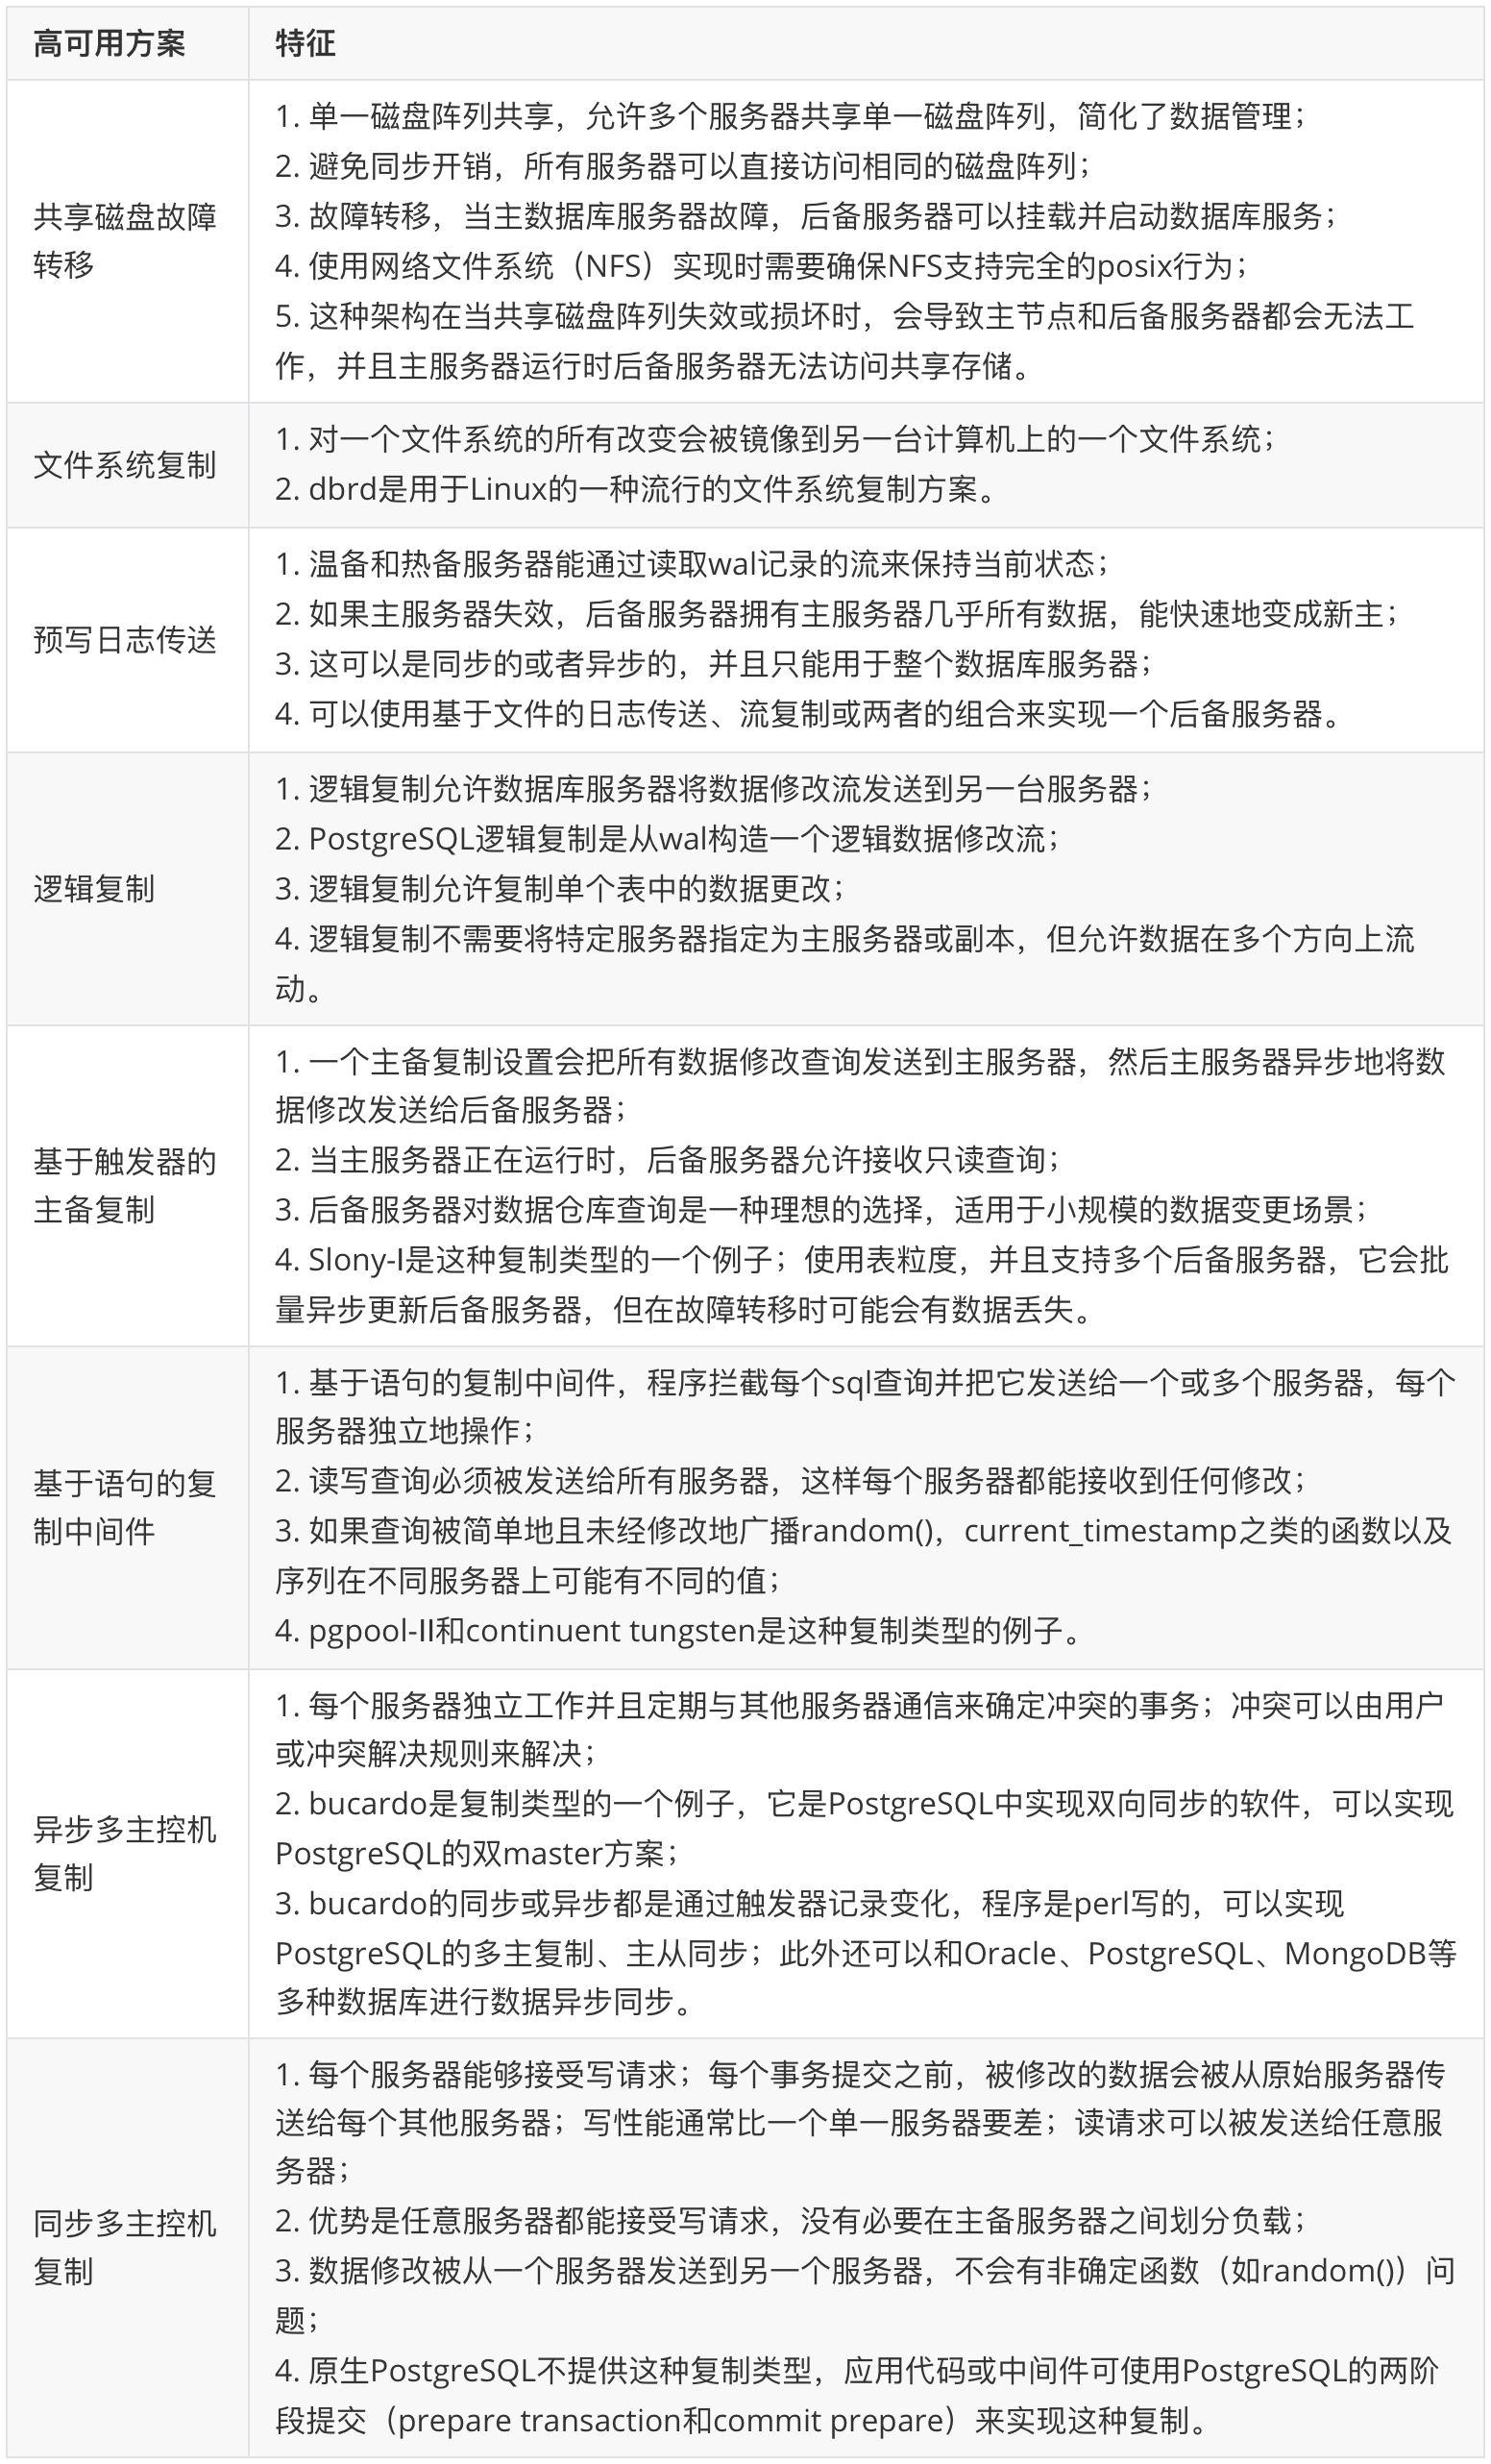 高可用方案
特征
共享磁盘故障
转移
1. 单一磁盘阵列共享，允许多个服务器共享单一磁盘阵列，简化了数据管理；
2. 避免同步开销，所有服务器可以直接访问相同的磁盘阵列；
3. 故障转移，当主数据库服务器故障，后备服务器可以挂载并启动数据库服务；
4. 使用网络文件系统（NFS）实现时需要确保NFS支持完全的posix行为；
5. 这种架构在当共享磁盘阵列失效或损坏时，会导致主节点和后备服务器都会无法工
作，并且主服务器运行时后备服务器无法访问共享存储。
文件系统复制
1. 对一个文件系统的所有改变会被镜像到另一台计算机上的一个文件系统；
2. dbrd是用于Linux的一种流行的文件系统复制方案。
预写日志传送
1. 温备和热备服务器能通过读取wal记录的流来保持当前状态；
2. 如果主服务器失效，后备服务器拥有主服务器几乎所有数据，能快速地变成新主；
3. 这可以是同步的或者异步的，并且只能用于整个数据库服务器；
4. 可以使用基于文件的日志传送、流复制或两者的组合来实现一个后备服务器。
逻辑复制
1. 逻辑复制允许数据库服务器将数据修改流发送到另一台服务器；
2. PostgreSQL逻辑复制是从wal构造一个逻辑数据修改流；
3. 逻辑复制允许复制单个表中的数据更改；
4. 逻辑复制不需要将特定服务器指定为主服务器或副本，但允许数据在多个方向上流
动。
基于触发器的
主备复制
1. 一个主备复制设置会把所有数据修改查询发送到主服务器，然后主服务器异步地将数
据修改发送给后备服务器；
2. 当主服务器正在运行时，后备服务器允许接收只读查询；
3. 后备服务器对数据仓库查询是一种理想的选择，适用于小规模的数据变更场景；
4. Slony-I是这种复制类型的一个例子；使用表粒度，并且支持多个后备服务器，它会批
量异步更新后备服务器，但在故障转移时可能会有数据丢失。
基于语句的复
制中间件
1. 基于语句的复制中间件，程序拦截每个sql查询并把它发送给一个或多个服务器，每个
服务器独立地操作；
2. 读写查询必须被发送给所有服务器，这样每个服务器都能接收到任何修改；
3. 如果查询被简单地且未经修改地广播random()，current_timestamp之类的函数以及
序列在不同服务器上可能有不同的值；
4. pgpool-II和continuent tungsten是这种复制类型的例子。
异步多主控机
复制
1. 每个服务器独立工作并且定期与其他服务器通信来确定冲突的事务；冲突可以由用户
或冲突解决规则来解决；
2. bucardo是复制类型的一个例子，它是PostgreSQL中实现双向同步的软件，可以实现
PostgreSQL的双master方案；
3. bucardo的同步或异步都是通过触发器记录变化，程序是perl写的，可以实现
PostgreSQL的多主复制、主从同步；此外还可以和Oracle、PostgreSQL、MongoDB等
多种数据库进行数据异步同步。
同步多主控机
复制
1. 每个服务器能够接受写请求；每个事务提交之前，被修改的数据会被从原始服务器传
送给每个其他服务器；写性能通常比一个单一服务器要差；读请求可以被发送给任意服
务器；
2. 优势是任意服务器都能接受写请求，没有必要在主备服务器之间划分负载；
3. 数据修改被从一个服务器发送到另一个服务器，不会有非确定函数（如random()）问
题；
4. 原生PostgreSQL不提供这种复制类型，应用代码或中间件可使用PostgreSQL的两阶
段提交（prepare transaction和commit prepare）来实现这种复制。